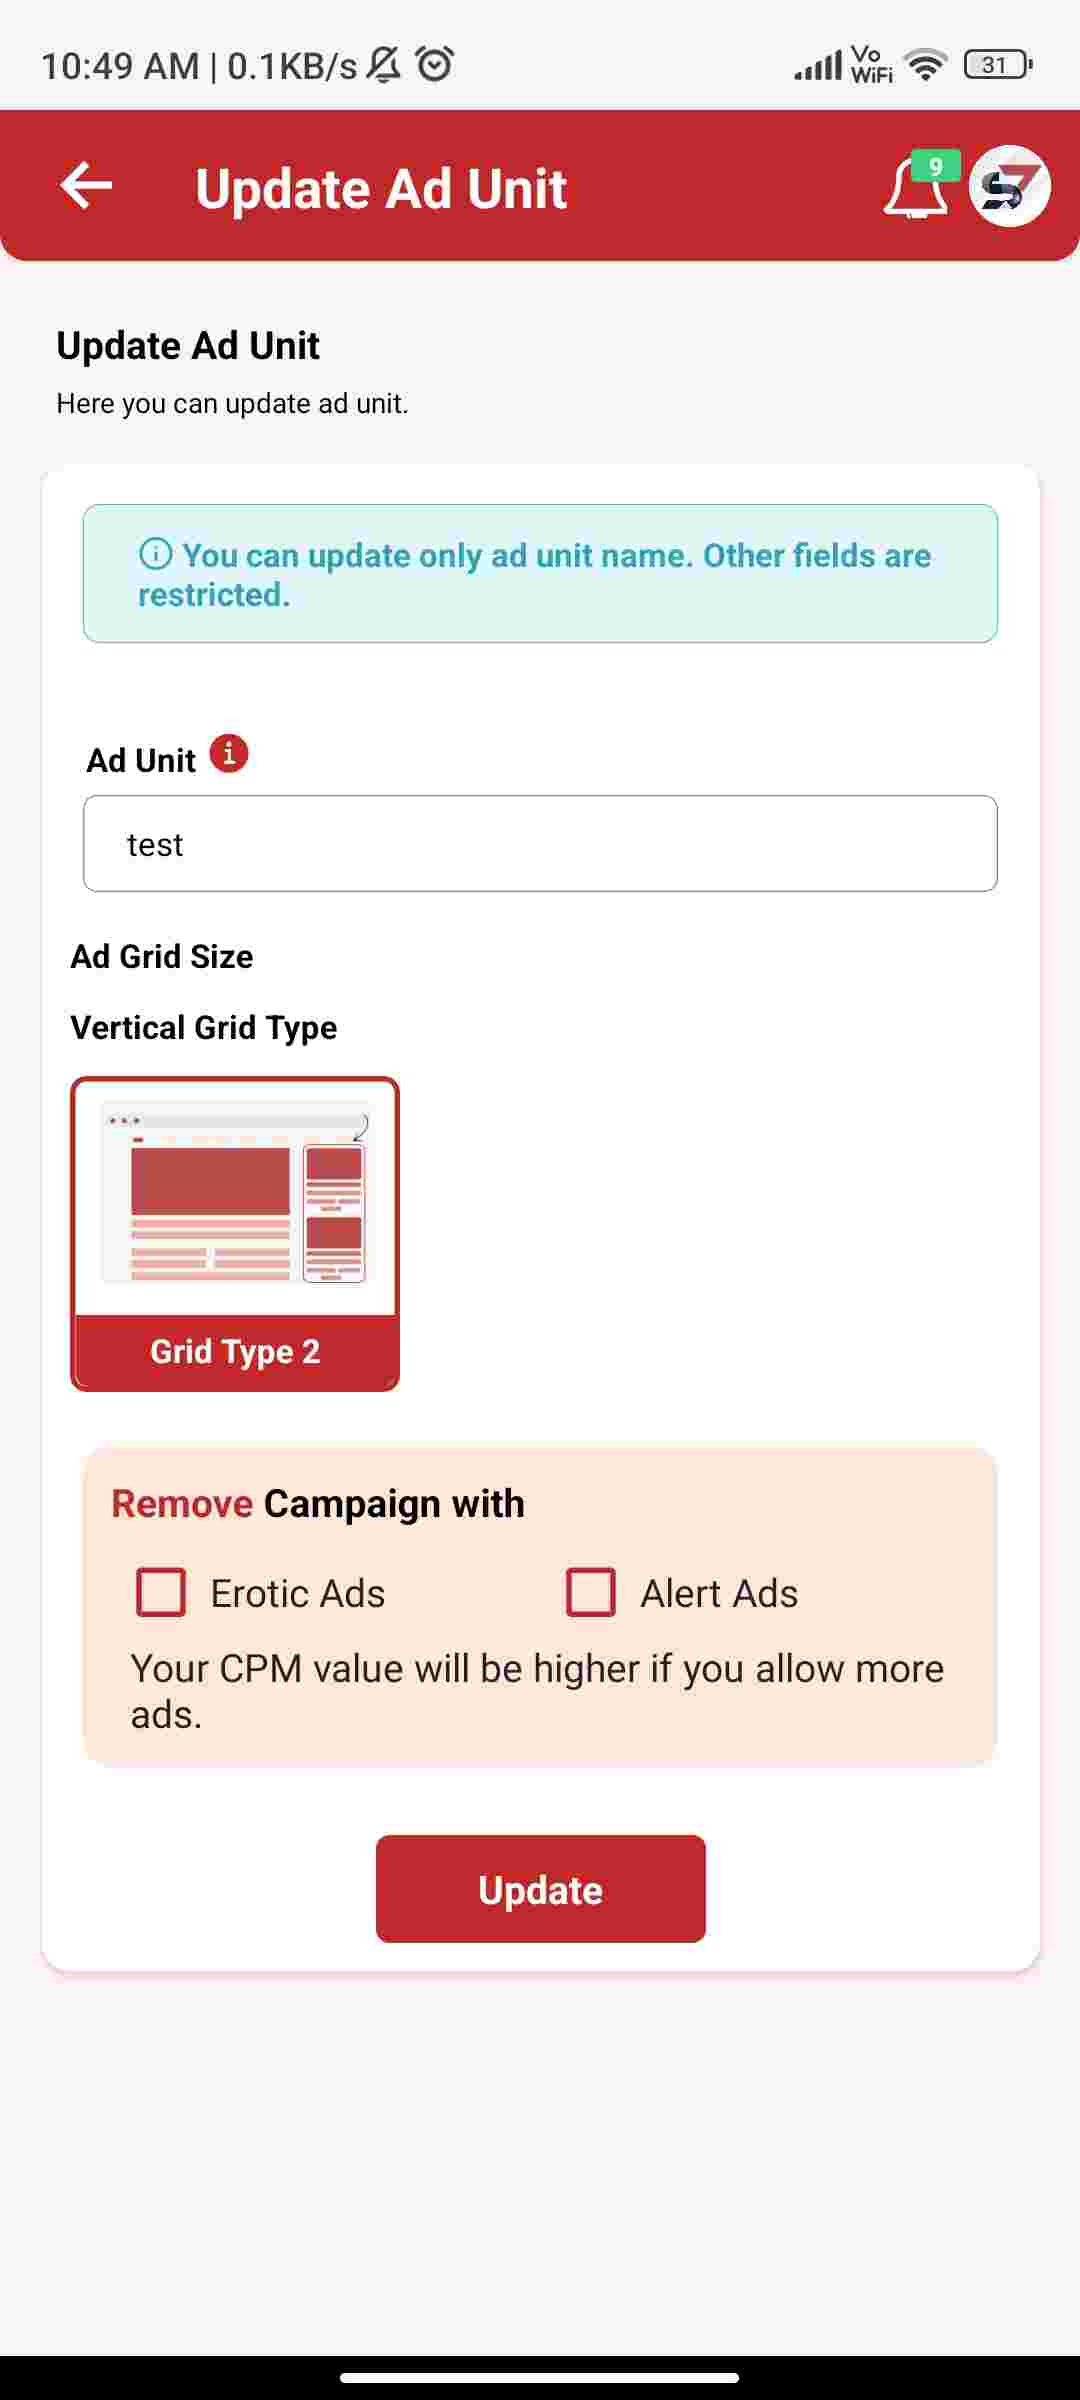 10:49 AM | 0.1KB/s
Vo
WiFi
31
Update Ad Unit
9
Update Ad Unit
Here you can update ad unit.
You can update only ad unit name. Other fields are
restricted.
Ad Unit
test
Ad Grid Size
Vertical Grid Type
Grid Type 2
Remove Campaign with
Erotic Ads
Alert Ads
Your CPM value will be higher if you allow more
ads.
Update